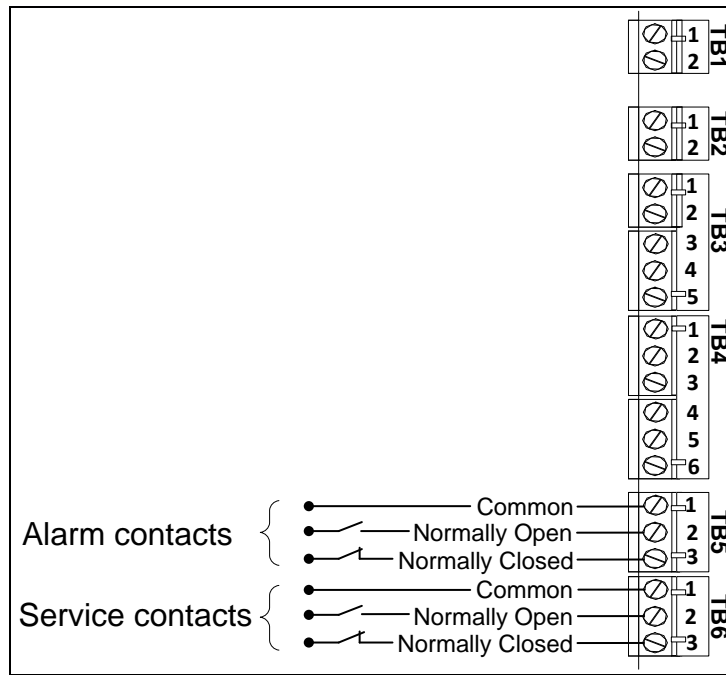 1
2
TB1
1
2
TB2
1
2
3
4
5
TB3
1
2
3
4
5
6
TB4
Alarm contacts
Common 1
Normally Open 2
Normally Closed 3
TB5
Service contacts
Common 1
Normally Open 2
Normally Closed 3
TB6